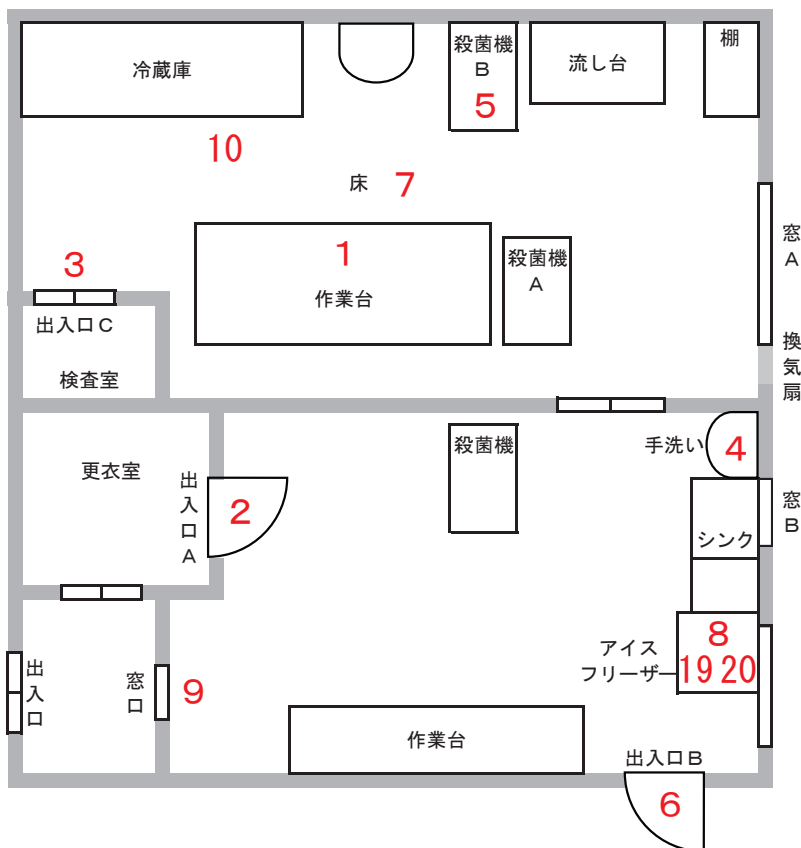 冷蔵庫
殺菌機
B
5
流し台
棚
10
床 7
1
作業台
殺菌機
A
窓A
換気扇
3
出入口C
検査室
更衣室
出入口A
2
殺菌機
手洗い
4
窓B
シンク
アイス
フリーザー
8
19 20
出入口
窓口
9
作業台
出入口B
6